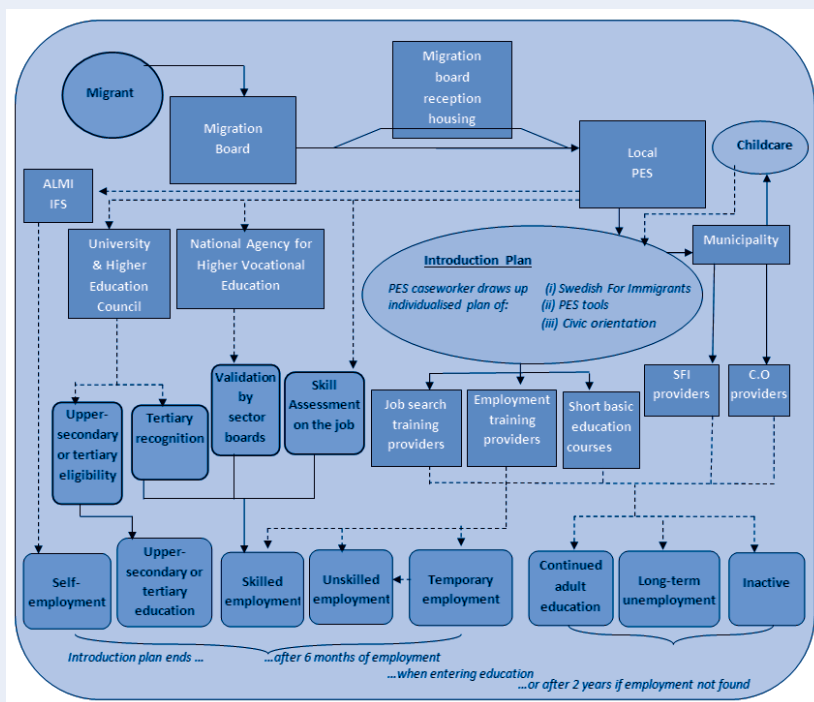 Migrant
Migration
Board
Migration
board
reception
housing
Local
PES
Childcare
ALMI
IFS
University
& Higher
Education
Council
National Agency for
Higher Vocational
Education
Municipality
Introduction Plan
PES caseworker draws up
individualised plan of:
(i) Swedish For Immigrants
(ii) PES tools
(iii) Civic orientation
Upper-
secondary
or tertiary
eligibility
Tertiary
recognition
Validation
by
sector
boards
Skill
Assessment
on the job
Job search
training
providers
Employment
training
providers
Short basic
education
courses
SFI
providers
C.O
providers
Self-
employment
Upper-
secondary or
tertiary
education
Skilled
employment
Unskilled
employment
Temporary
employment
Continued
adult
education
Long-term
unemployment
Inactive
Introduction plan ends ...
...after 6 months of employment
...when entering education
...or after 2 years if employment not found